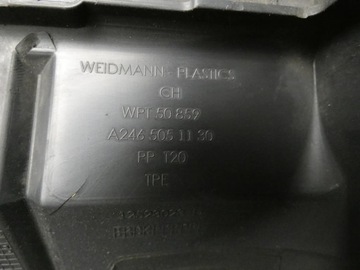 WEIDMANN-PLASTICS
CH
WPT 50 859
A246 505 11 30
PP T20
TPE